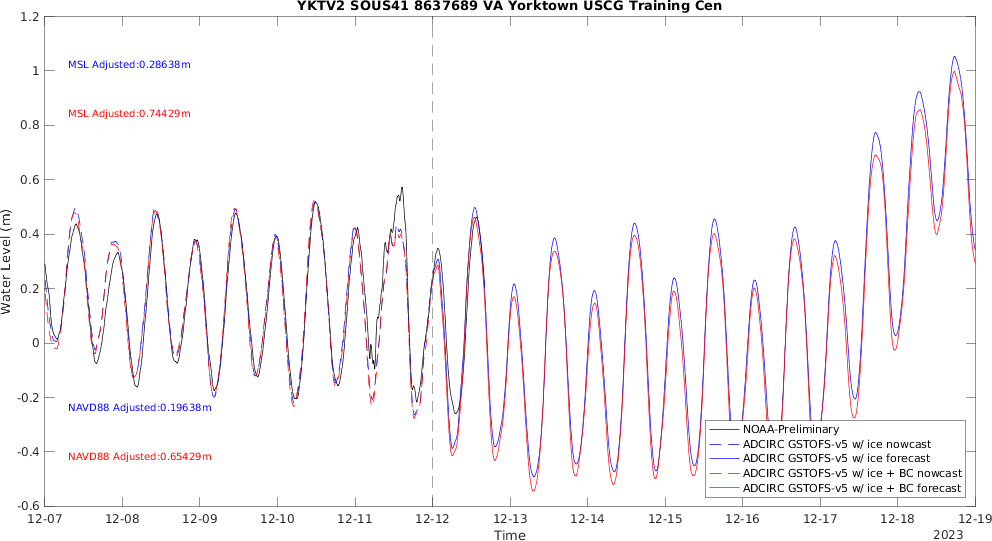 YKTV2 SOUS41 8637689 VA Yorktown USCG Training Cen
1.2
1
0.8
0.6
0.4
0.2
0
-0.2
-0.4
-0.6
Water Level (m)
MSL Adjusted:0.28638m
MSL Adjusted:0.74429m
NAVD88 Adjusted:0.19638m
NAVD88 Adjusted:0.65429m
NOAA-Preliminary
ADCIRC GSTOFS-v5 w/ ice nowcast
ADCIRC GSTOFS-v5 w/ ice forecast
ADCIRC GSTOFS-v5 w/ ice + BC nowcast
ADCIRC GSTOFS-v5 w/ ice + BC forecast
12-07 12-08 12-09 12-10 12-11 12-12 12-13 12-14 12-15 12-16 12-17 12-18 12-19
Time
2023